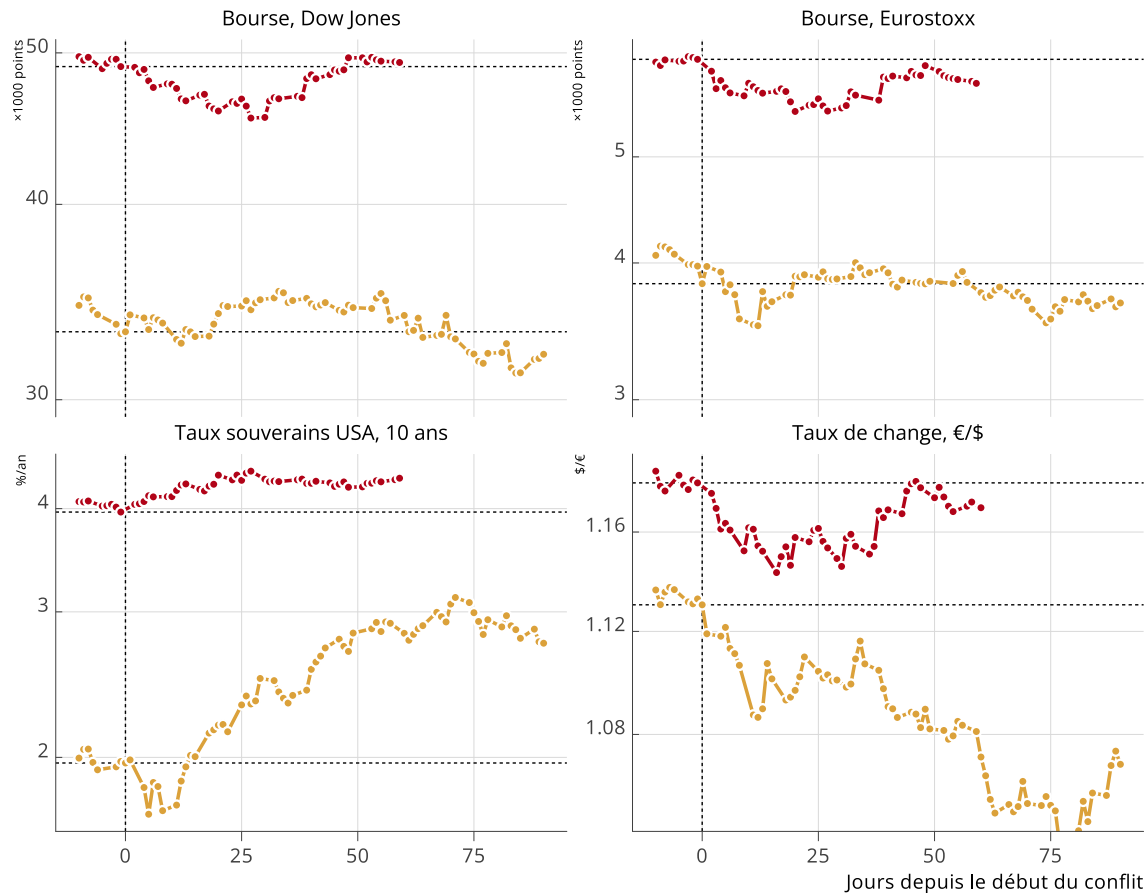 Bourse, Dow Jones
×1000 points
50
40
30
Bourse, Eurostoxx
×1000 points
5
4
3
Taux souverains USA, 10 ans
%/an
4
3
2
0
25
50
75
Taux de change, €/$
$/€
1.16
1.12
1.08
0
25
50
75
Jours depuis le début du conflit